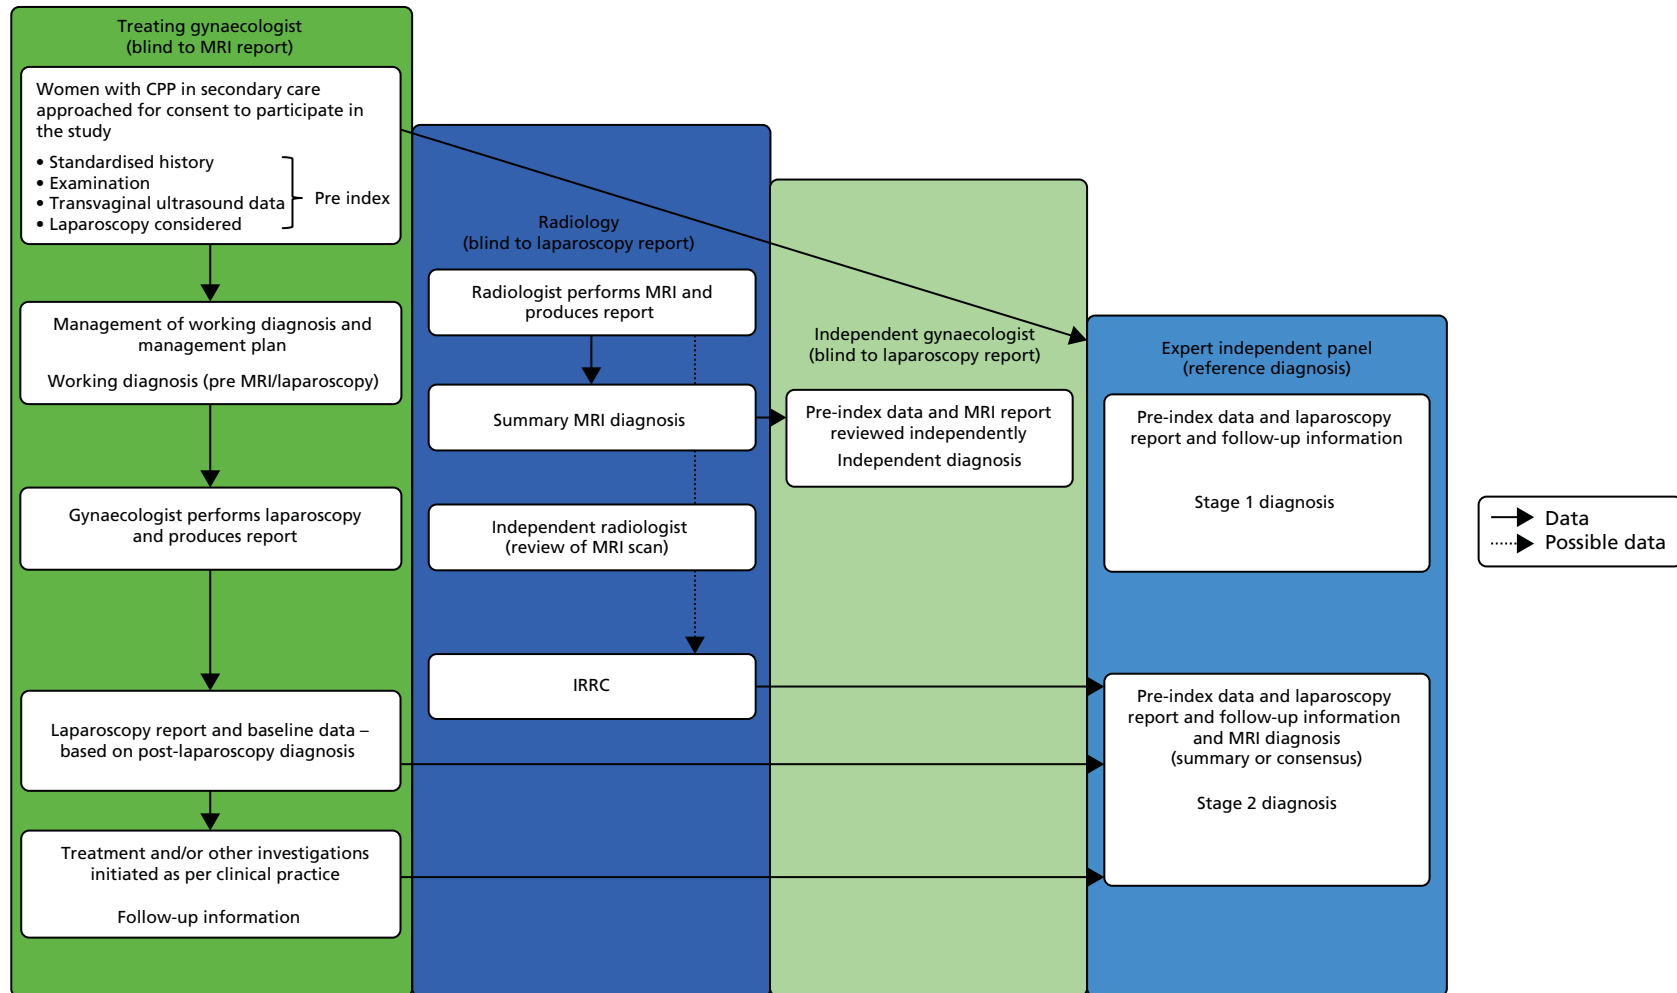 Treating gynaecologist
(blind to MRI report)
Women with CPP in secondary care
approached for consent to participate in
the study
• Standardised history
• Examination
• Transvaginal ultrasound data
• Laparoscopy considered
Pre index
Management of working diagnosis and
management plan
Working diagnosis (pre MRI/laparoscopy)
Gynaecologist performs laparoscopy
and produces report
Laparoscopy report and baseline data –
based on post-laparoscopy diagnosis
Treatment and/or other investigations
initiated as per clinical practice
Follow-up information
Radiology
(blind to laparoscopy report)
Radiologist performs MRI and
produces report
Summary MRI diagnosis
Independent radiologist
(review of MRI scan)
IRRC
Independent gynaecologist
(blind to laparoscopy report)
Pre-index data and MRI report
reviewed independently
Independent diagnosis
Expert independent panel
(reference diagnosis)
Pre-index data and laparoscopy
report and follow-up information
Stage 1 diagnosis
Pre-index data and laparoscopy
report and follow-up information
and MRI diagnosis
(summary or consensus)
Stage 2 diagnosis
Data
Possible data